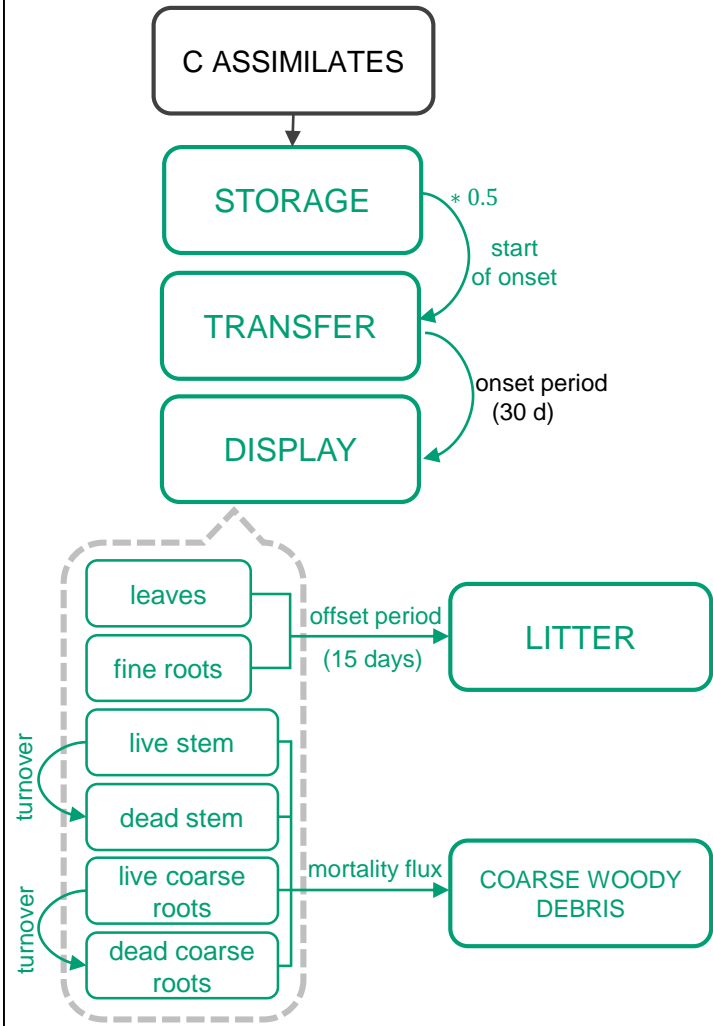 C ASSIMILATES
STORAGE
* 0.5
start
of onset
TRANSFER
onset period
(30 d)
DISPLAY
leaves
fine roots
offset period
(15 days)
LITTER
turnover
live stem
dead stem
turnover
live coarse
roots
dead coarse
roots
mortality flux
COARSE WOODY
DEBRIS